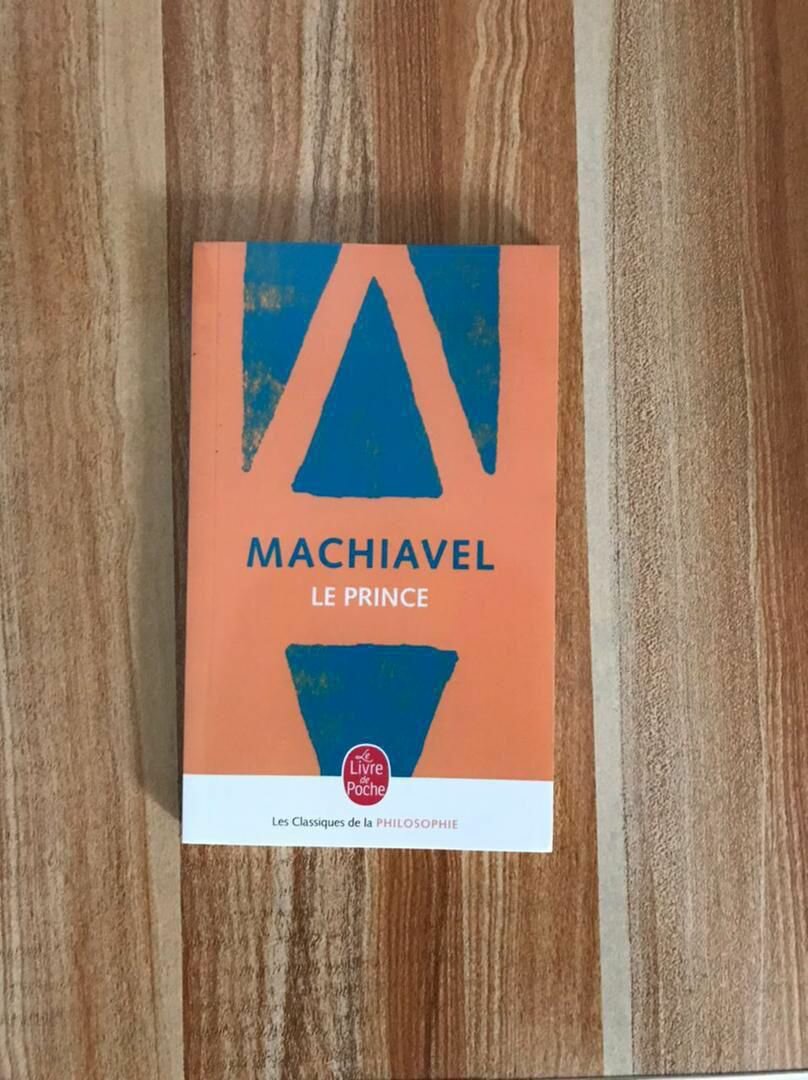 MACHIAVEL
LE PRINCE
Le
Livre
de
Poche
Les Classiques de la PHILOSOPHIE